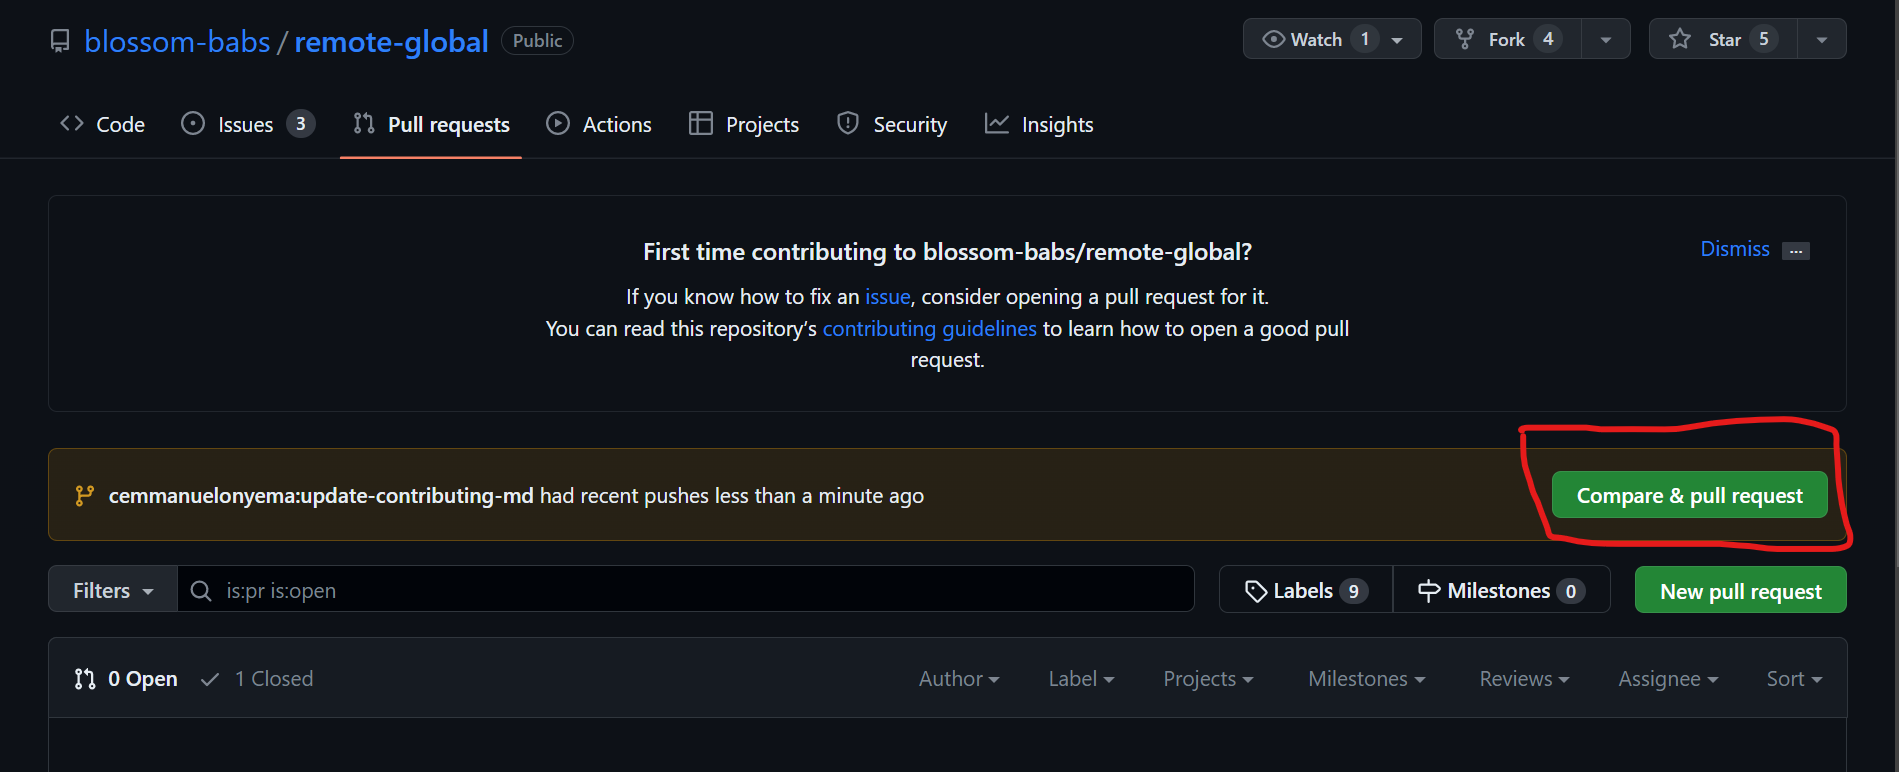 blossom-babs / remote-global Public Watch 1 Fork 4 Star 5
Code Issues 3 Pull requests Actions Projects Security Insights
First time contributing to blossom-babs/remote-global? Dismiss ...
If you know how to fix an issue, consider opening a pull request for it.
You can read this repository’s contributing guidelines to learn how to open a good pull
request.
cemmanuelonyema:update-contributing-md had recent pushes less than a minute ago Compare & pull request
Filters is:pr is:open Labels 9 Milestones 0 New pull request
0 Open 1 Closed Author Label Projects Milestones Reviews Assignee Sort